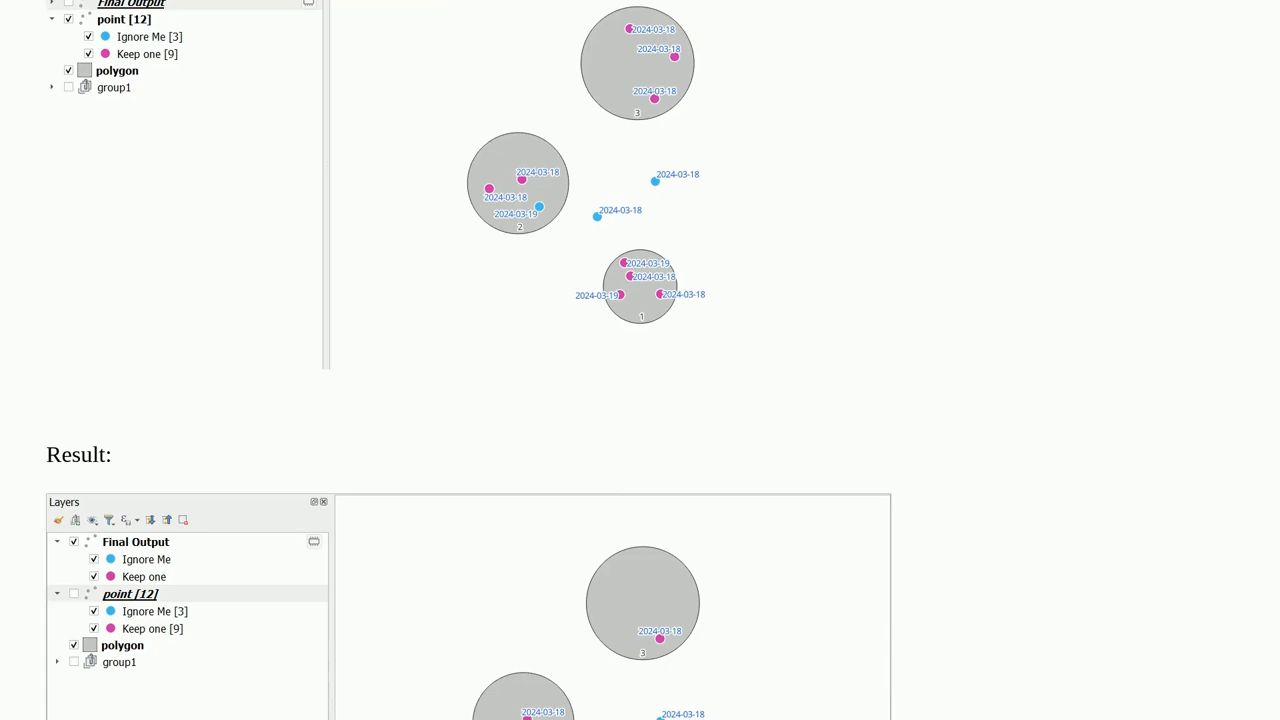 Final Output
point [12]
Ignore Me [3]
Keep one [9]
polygon
group1
2024-03-18
2024-03-18
2024-03-18
3
2024-03-18
2024-03-18
2024-03-19
2
2024-03-18
2024-03-18
2024-03-19
2024-03-18
2024-03-19
2024-03-18
1
Result:
Layers
Final Output
Ignore Me
Keep one
point [12]
Ignore Me [3]
Keep one [9]
polygon
group1
2024-03-18
3
2024-03-18
2024-03-18